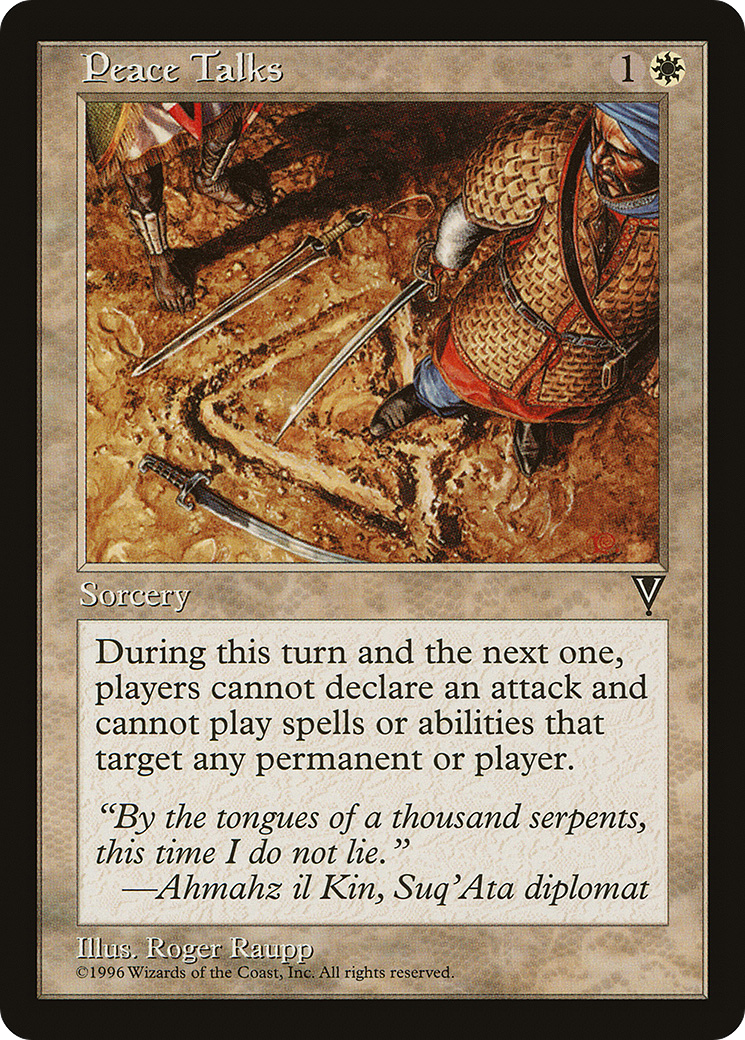 Peace Talks 1
Sorcery V
During this turn and the next one,
players cannot declare an attack and
cannot play spells or abilities that
target any permanent or player.
“By the tongues of a thousand serpents,
this time I do not lie.”
—Ahmahz il Kin, Suq’Ata diplomat
Illus. Roger Raupp
©1996 Wizards of the Coast, Inc. All rights reserved.